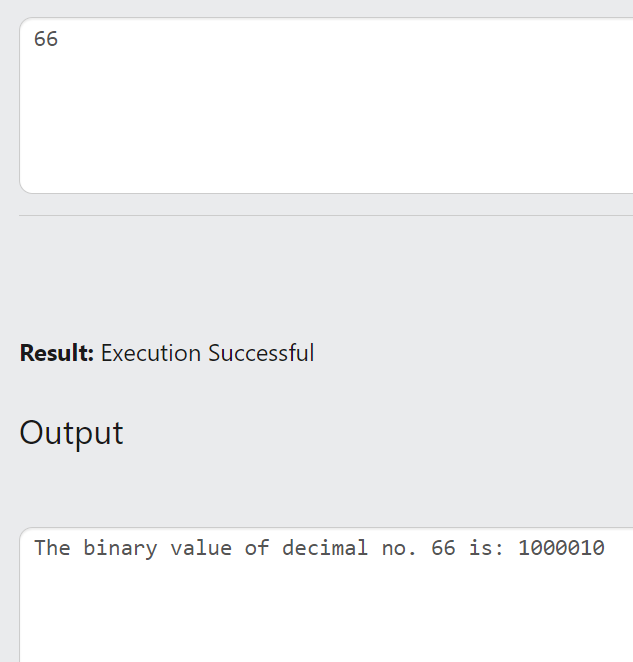 66
Result: Execution Successful
Output
The binary value of decimal no. 66 is: 1000010